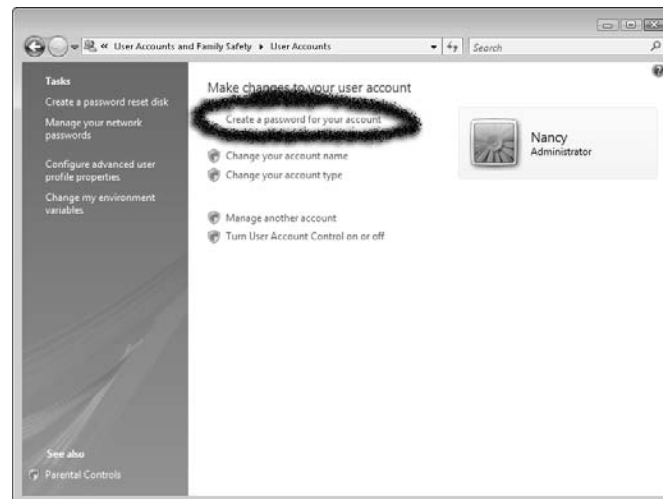 « User Accounts and Family Safety ▸ User Accounts
Search
Tasks
Create a password reset disk
Manage your network
passwords
Configure advanced user
profile properties
Change my environment
variables
See also
Parental Controls
Make changes to your user account
Create a password for your account
Change your account name
Change your account type
Manage another account
Turn User Account Control on or off
Nancy
Administrator